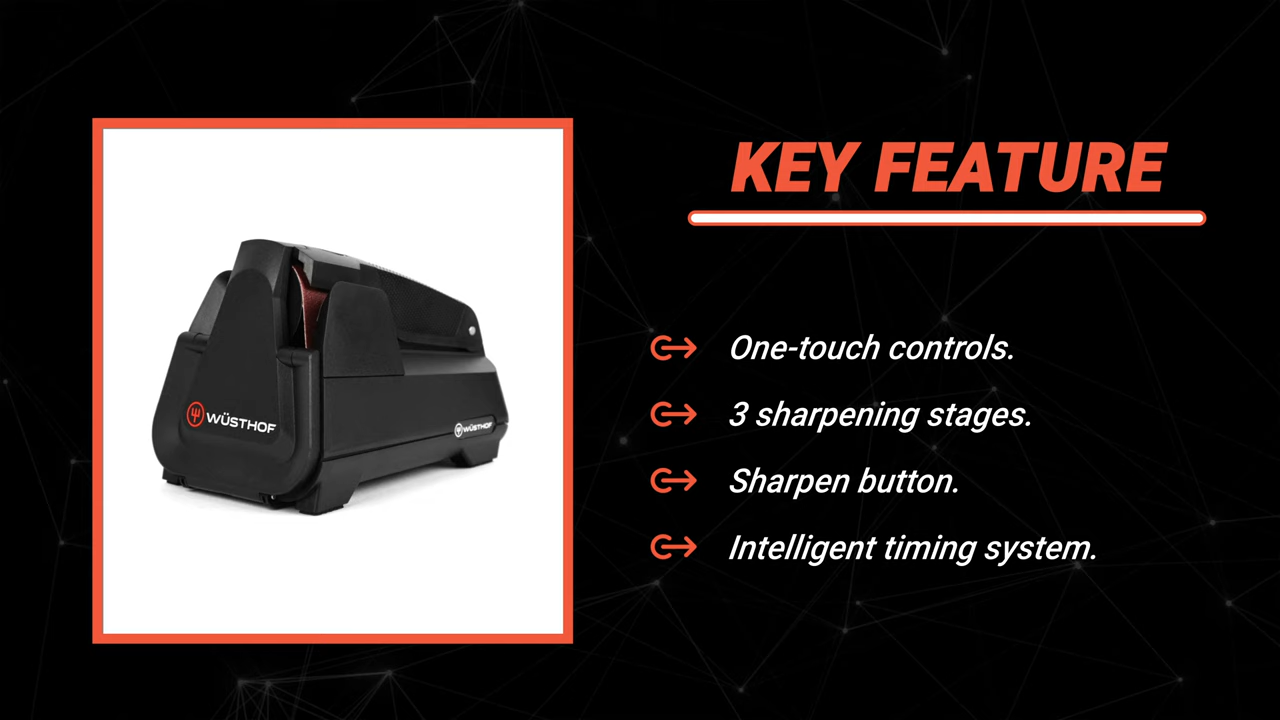 KEY FEATURE
WÜSTHOF
WÜSTHOF
One-touch controls.
3 sharpening stages.
Sharpen button.
Intelligent timing system.